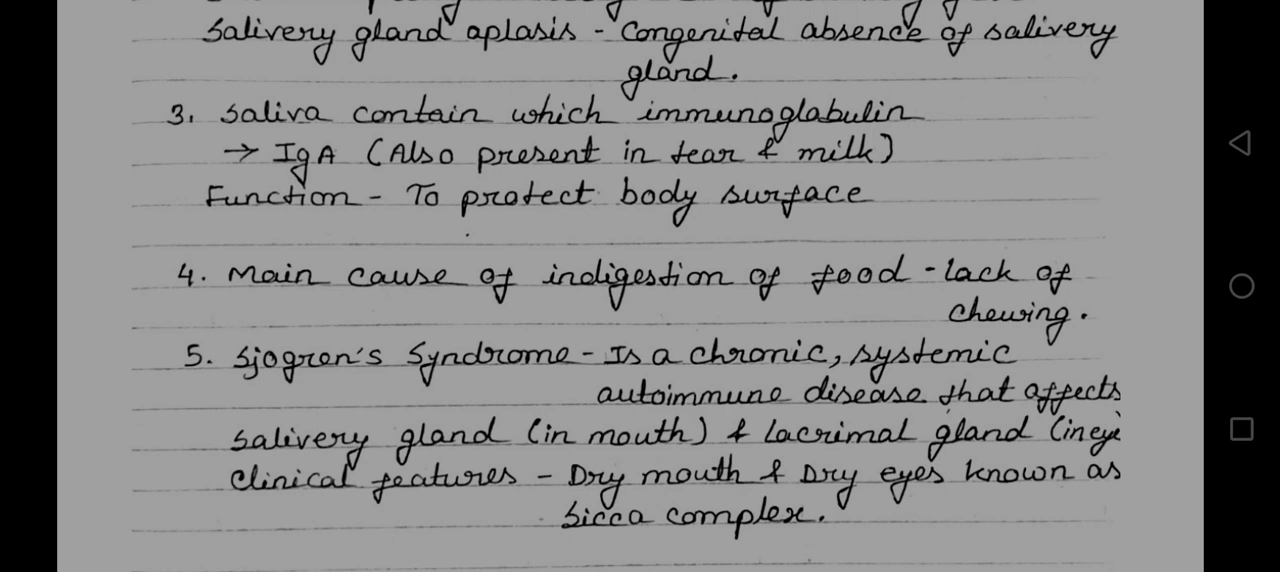 Salivery gland aplasis - Congenital absence of salivery
gland.
3. Saliva contain which immunoglabulin
→ IgA (Also present in tear & milk)
Function - To protect body surface
4. Main cause of indigestion of food - lack of
chewing.
5. Sjogren's Syndrome - Is a chronic, systemic
autoimmune disease that affects
salivery gland (in mouth) & Lacrimal gland (in eye
Clinical features - Dry mouth & Dry eyes known as
Sicca complex.